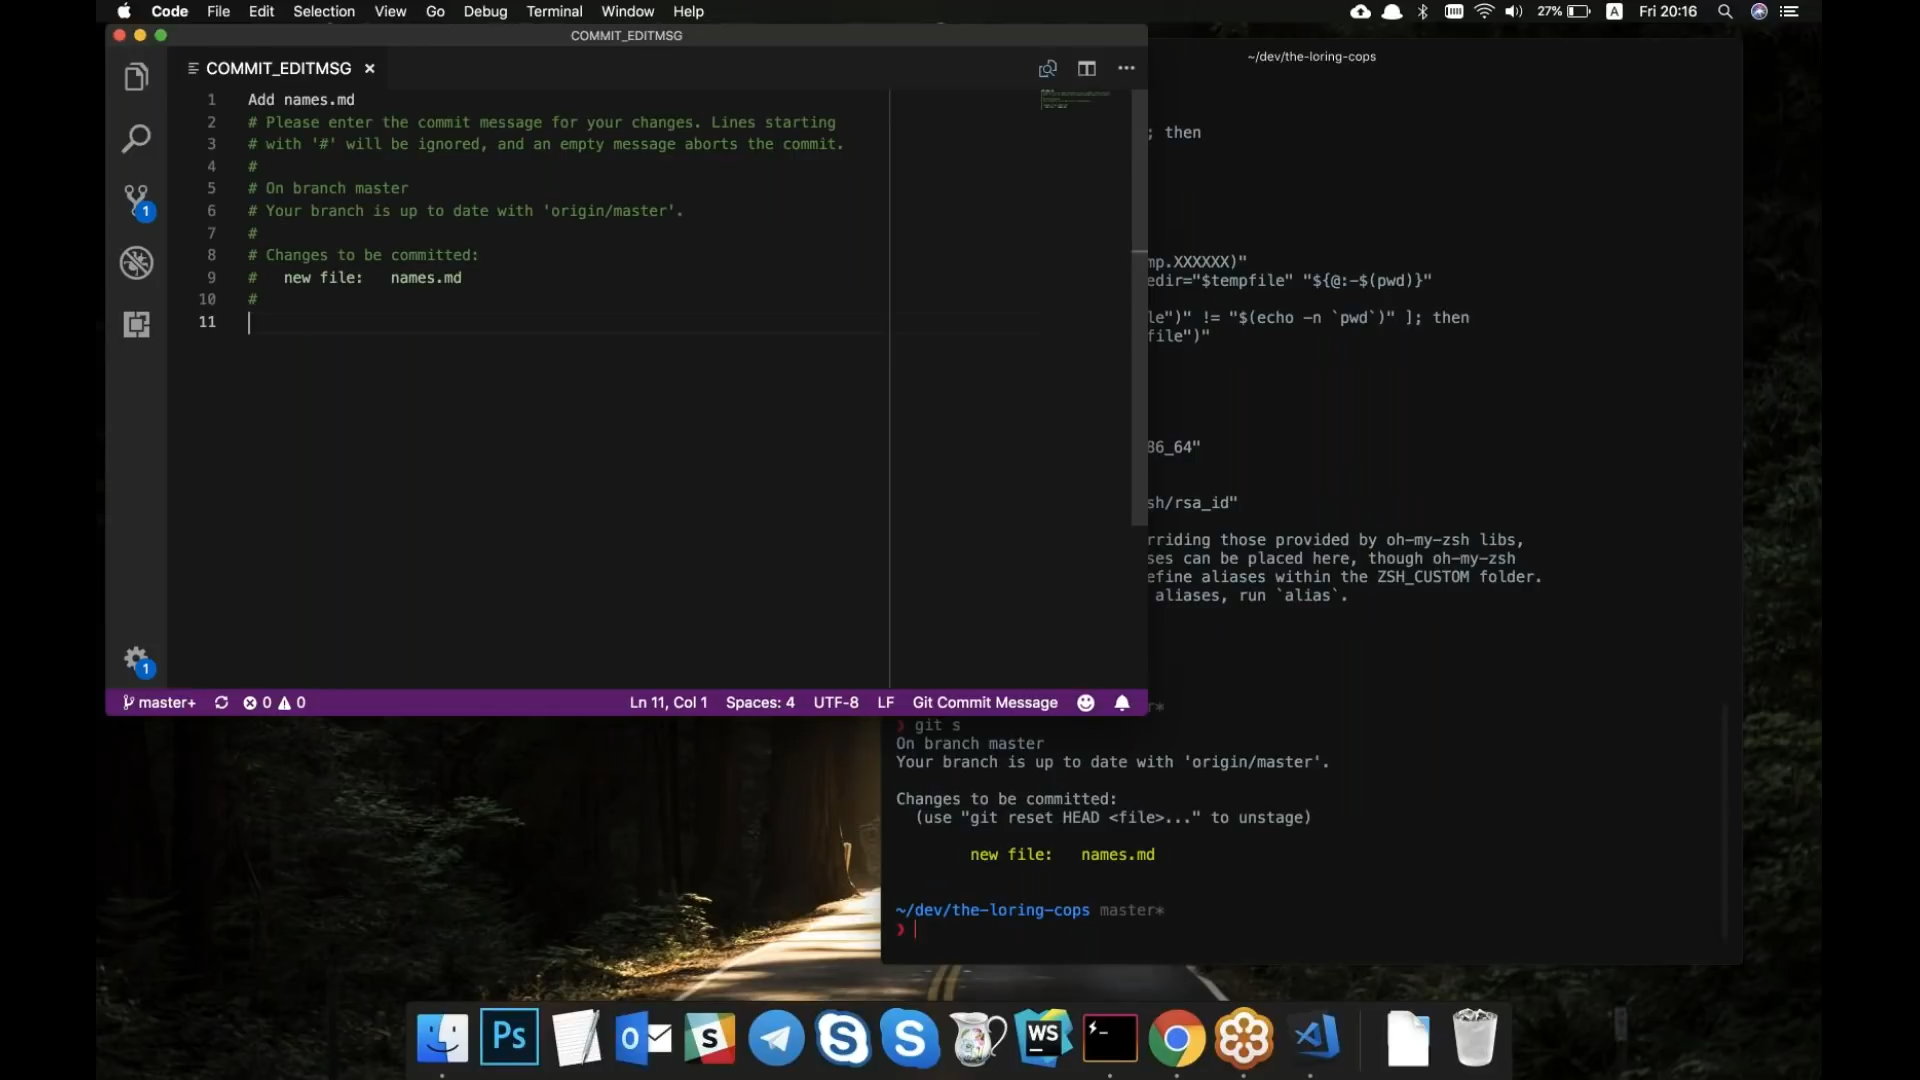 Code File Edit Selection View Go Debug Terminal Window Help
27% A Fri 20:16
COMMIT_EDITMSG
COMMIT_EDITMSG
1 Add names.md
2 # Please enter the commit message for your changes. Lines starting
3 # with '#' will be ignored, and an empty message aborts the commit.
4 #
5 # On branch master
6 # Your branch is up to date with 'origin/master'.
7 #
8 # Changes to be committed:
9 # new file: names.md
10 #
11
1
1
master+ 0 0 Ln 11, Col 1 Spaces: 4 UTF-8 LF Git Commit Message
~/dev/the-loring-cops
; then
mp.XXXXXX)"
edir="$tempfile" "${@:-$(pwd)}"
le")" != "$(echo -n `pwd`)" ]; then
file")"
86_64"
sh/rsa_id"
rriding those provided by oh-my-zsh libs,
ses can be placed here, though oh-my-zsh
efine aliases within the ZSH_CUSTOM folder.
aliases, run `alias`.
r*
❯ git s
On branch master
Your branch is up to date with 'origin/master'.
Changes to be committed:
(use "git reset HEAD <file>..." to unstage)
new file: names.md
~/dev/the-loring-cops master*
❯
Ps
O
S
S
S
WS